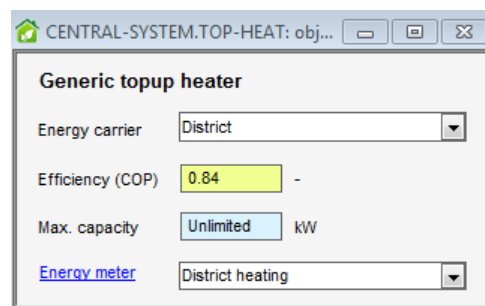 CENTRAL-SYSTEM.TOP-HEAT: obj...
Generic topup heater
Energy carrier District
Efficiency (COP) 0.84 -
Max. capacity Unlimited kW
Energy meter District heating